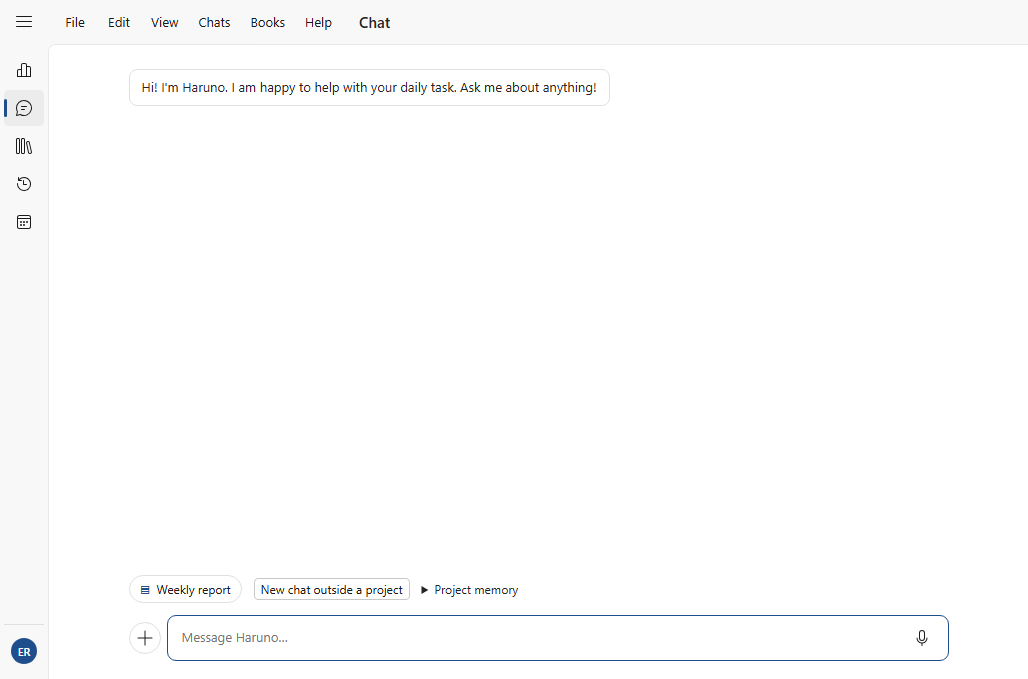 File Edit View Chats Books Help Chat
Hi! I'm Haruno. I am happy to help with your daily task. Ask me about anything!
Weekly report New chat outside a project Project memory
Message Haruno...
ER